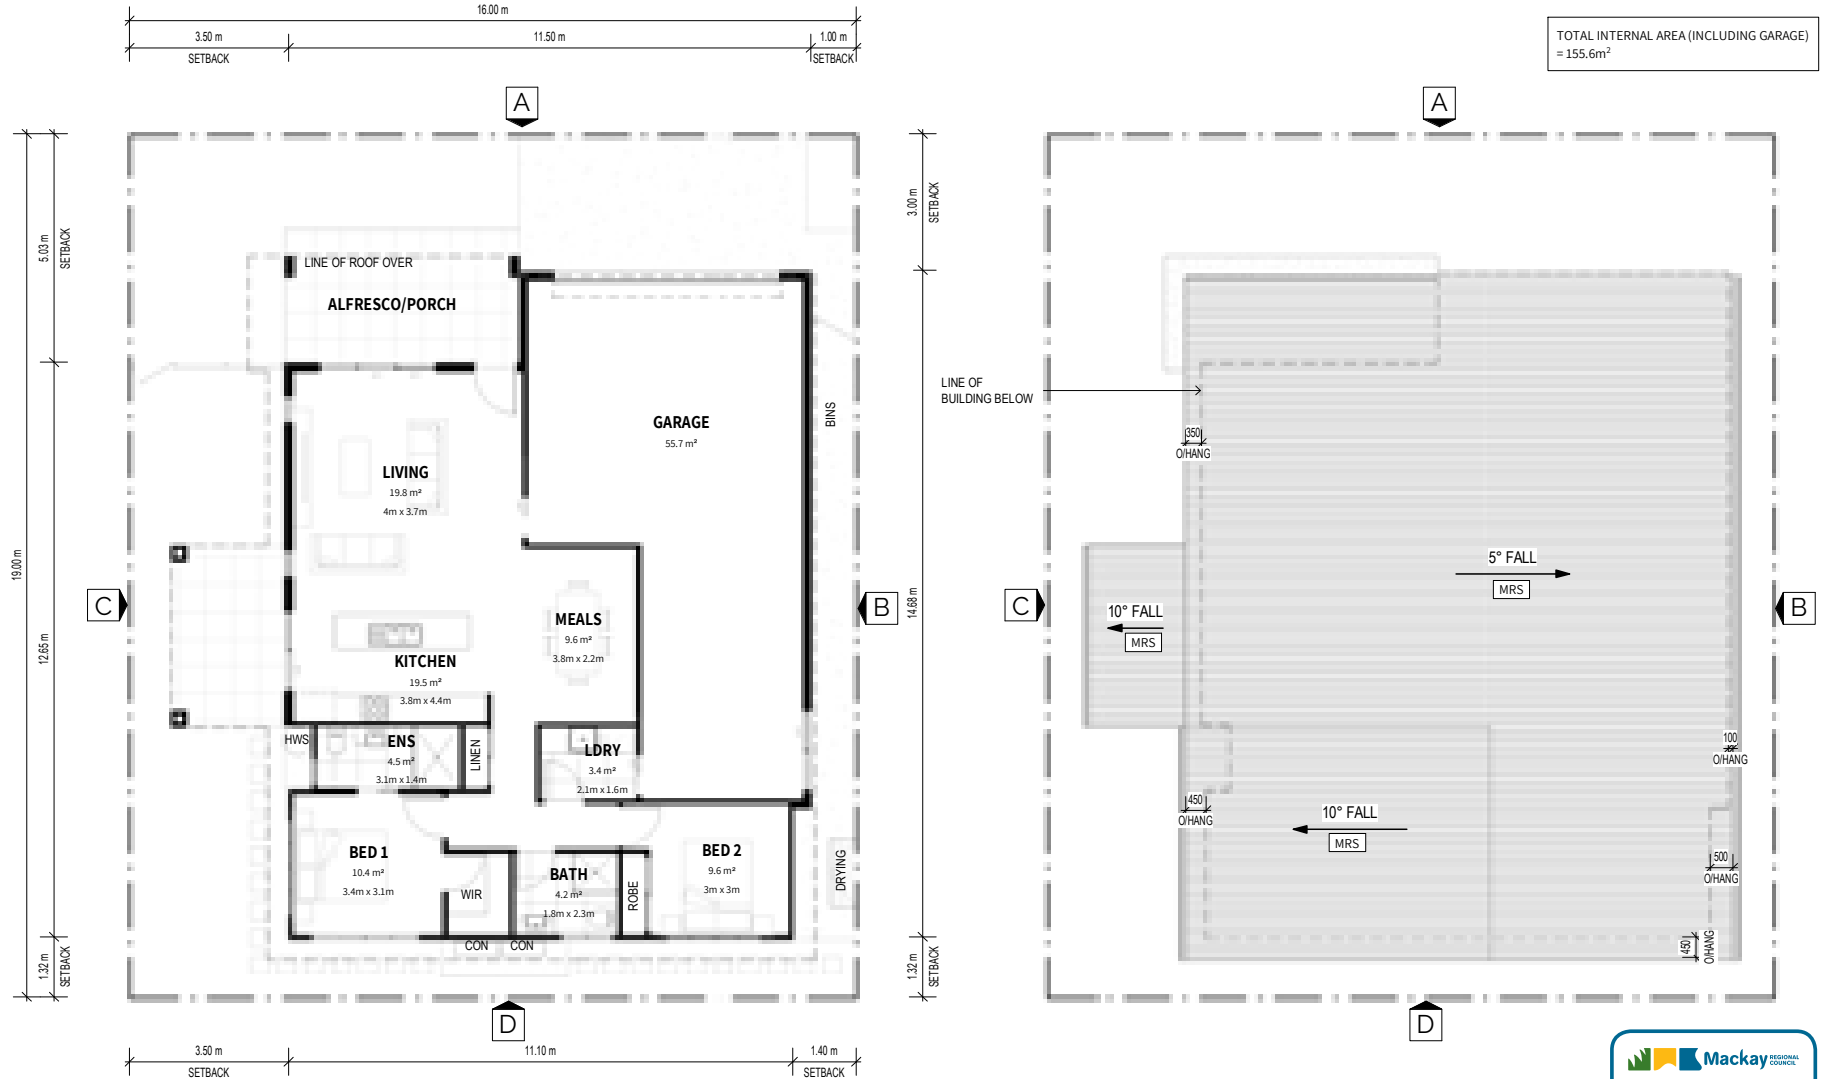 16.00 m
3.50 m
11.50 m
1.00 m
SETBACK
SETBACK
TOTAL INTERNAL AREA (INCLUDING GARAGE)
= 155.6m²
A
A
5.03 m
SETBACK
3.00 m
SETBACK
LINE OF ROOF OVER
ALFRESCO/PORCH
LINE OF
BUILDING BELOW
GARAGE
55.7 m²
BINS
350
O/HANG
LIVING
19.8 m²
4m x 3.7m
19.00 m
12.65 m
14.68 m
5° FALL
MRS
C
B
C
B
10° FALL
MRS
MEALS
9.6 m²
3.8m x 2.2m
KITCHEN
19.5 m²
3.8m x 4.4m
HWS
ENS
4.5 m²
3.1m x 1.4m
LINEN
LDRY
3.4 m²
2.1m x 1.6m
100
O/HANG
450
O/HANG
10° FALL
MRS
BED 1
10.4 m²
3.4m x 3.1m
WIR
BATH
4.2 m²
1.8m x 2.3m
ROBE
BED 2
9.6 m²
3m x 3m
DRYING
500
O/HANG
CON
CON
1.32 m
SETBACK
1.32 m
SETBACK
450
O/HANG
D
D
3.50 m
11.10 m
1.40 m
SETBACK
SETBACK
Mackay REGIONAL
COUNCIL